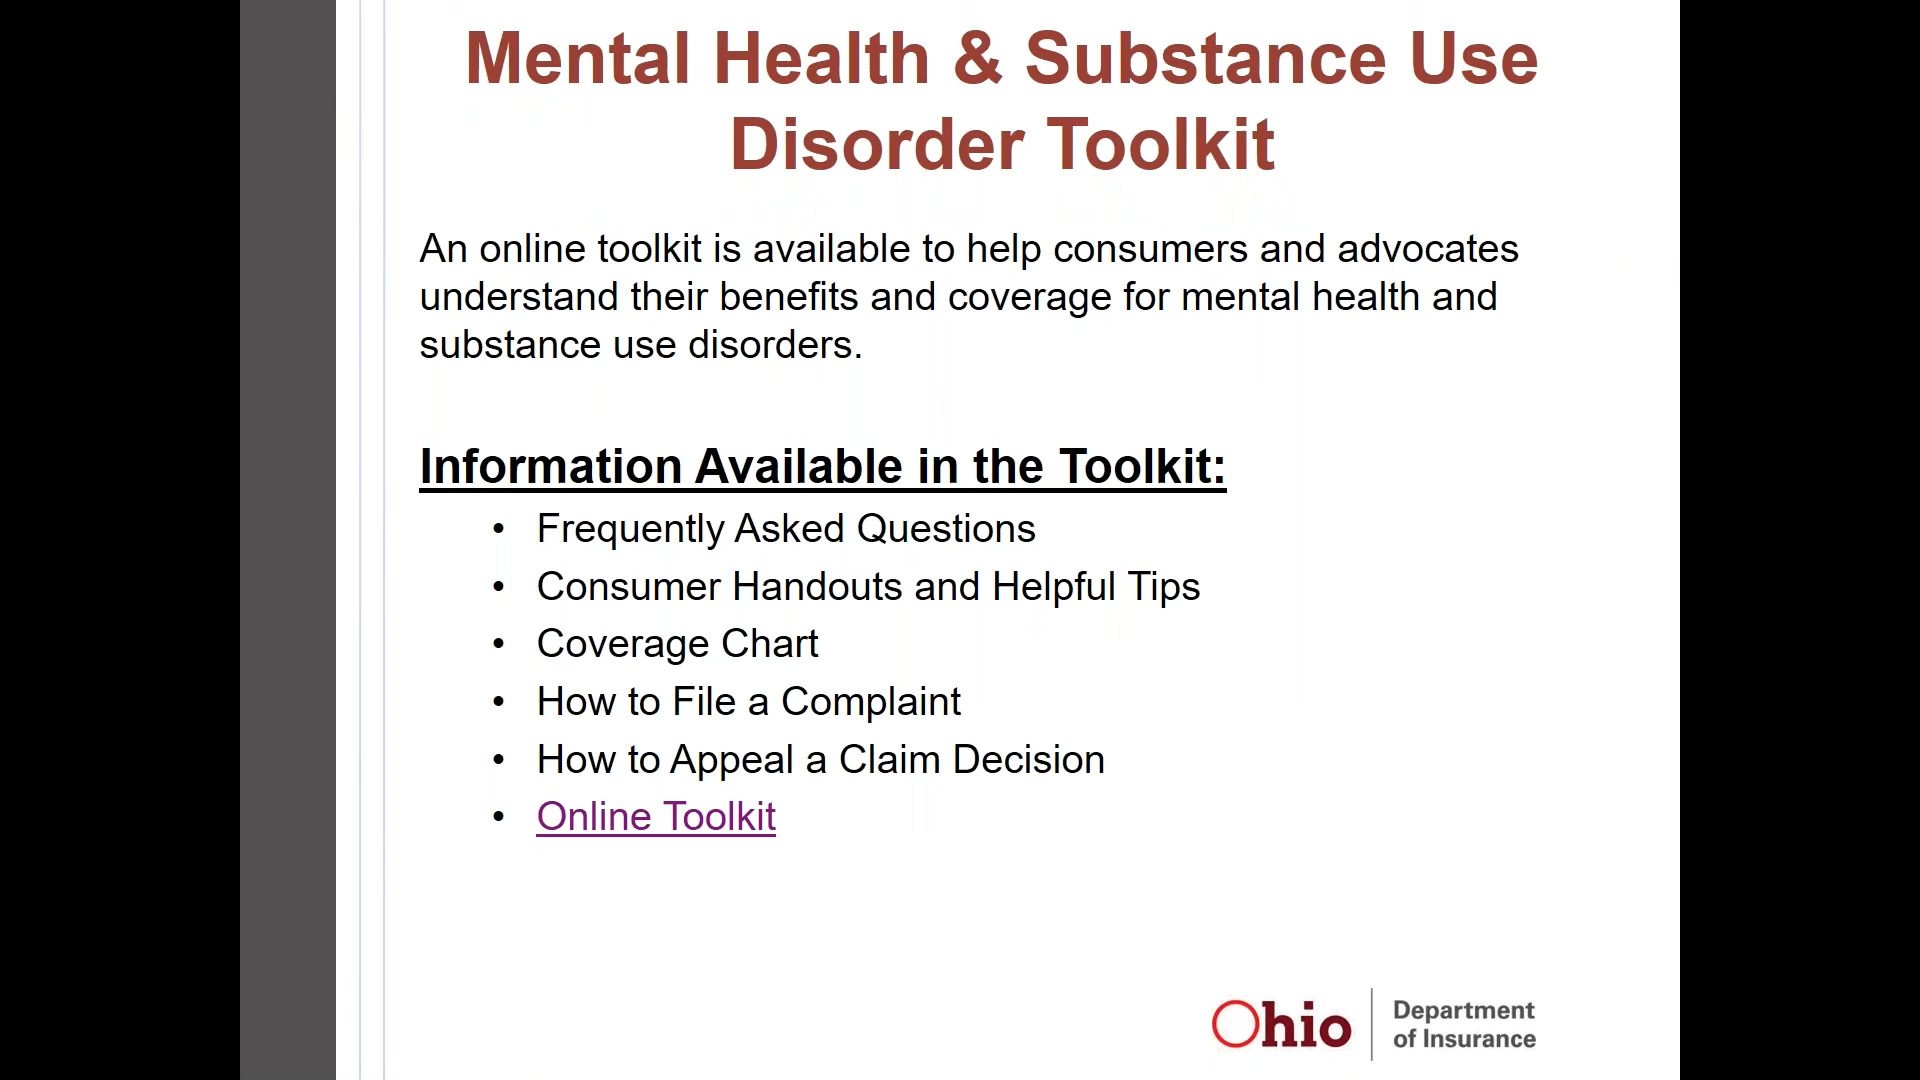 Mental Health & Substance Use
Disorder Toolkit
An online toolkit is available to help consumers and advocates
understand their benefits and coverage for mental health and
substance use disorders.
Information Available in the Toolkit:
• Frequently Asked Questions
• Consumer Handouts and Helpful Tips
• Coverage Chart
• How to File a Complaint
• How to Appeal a Claim Decision
• Online Toolkit
Ohio
Department
of Insurance